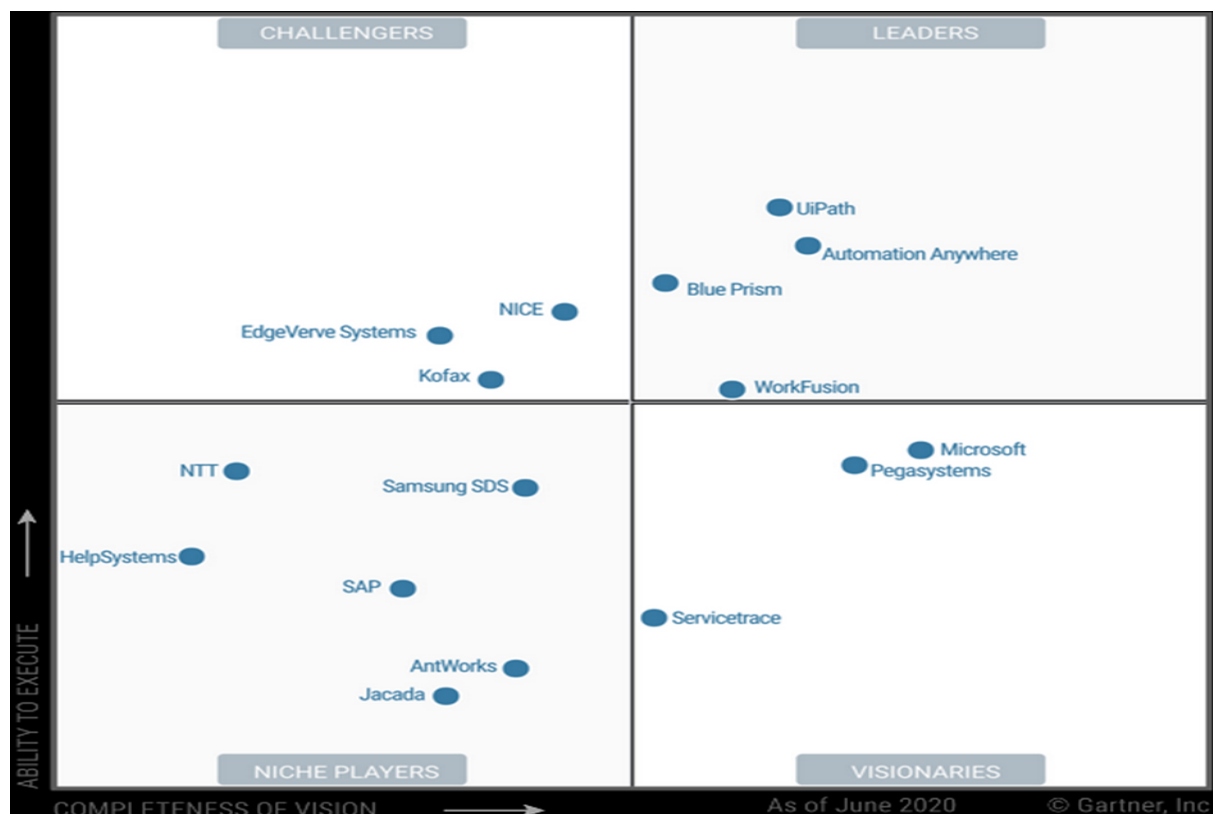 CHALLENGERS
LEADERS
UiPath
Automation Anywhere
Blue Prism
NICE
EdgeVerve Systems
Kofax
WorkFusion
NTT
Samsung SDS
HelpSystems
SAP
AntWorks
Jacada
Microsoft
Pegasystems
Servicetrace
NICHE PLAYERS
VISIONARIES
ABILITY TO EXECUTE
COMPLETENESS OF VISION
As of June 2020
© Gartner, Inc